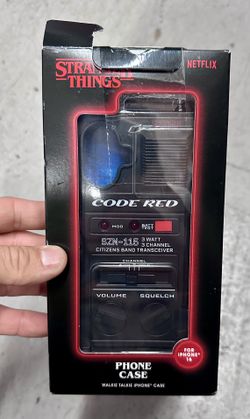 STRANGER
THINGS
NETFLIX
CODE RED
MOD
BATT
SZN-115
3 WATT
3 CHANNEL
CITIZENS BAND TRANSCEIVER
CHANNEL
VOLUME
SQUELCH
FOR
IPHONE®
14
PHONE
CASE
WALKIE TALKIE IPHONE® CASE